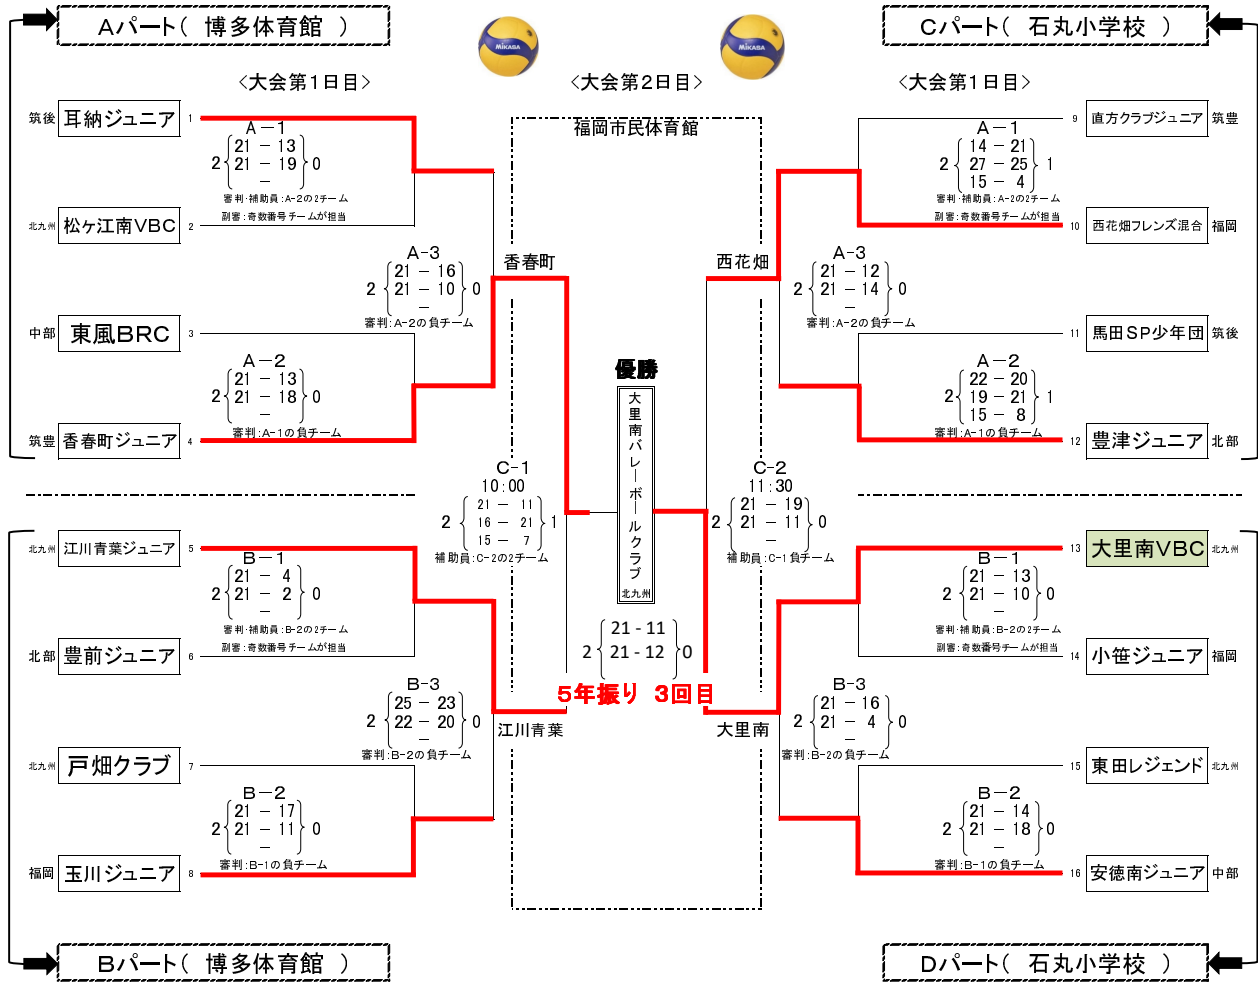 Aパート(　博多体育館　)
Cパート(　石丸小学校　)
MIKASA
MIKASA
<大会第1日目>
<大会第2日目>
<大会第1日目>
福岡市民体育館
筑後 耳納ジュニア 1
A－1
21 － 13
2 21 － 19 0
－
審判・補助員：A-2の2チーム
副審：奇数番号チームが担当
北九州 松ヶ江南VBC 2
A-3
21 － 16
2 21 － 10 0
－
審判：A-2の負チーム
香春町
中部 東風BRC 3
A－2
21 － 13
2 21 － 18 0
－
審判：A-1の負チーム
筑豊 香春町ジュニア 4
C-1
10：00
21 － 11
2 16 － 21 1
15 － 7
補助員：C-2の2チーム
北九州 江川青葉ジュニア 5
B－1
21 － 4
2 21 － 2 0
－
審判・補助員：B-2の2チーム
副審：奇数番号チームが担当
北部 豊前ジュニア 6
B-3
25 － 23
2 22 － 20 0
－
審判：B-2の負チーム
江川青葉
北九州 戸畑クラブ 7
B－2
21 － 17
2 21 － 11 0
－
審判：B-1の負チーム
福岡 玉川ジュニア 8
優勝
大里南バレーボールクラブ
北九州
21 - 11
2 21 - 12 0
5年振り　3回目
9 直方クラブジュニア 筑豊
A－1
14 － 21
2 27 － 25 1
15 － 4
審判・補助員：A-2の2チーム
副審：奇数番号チームが担当
10 西花畑フレンズ混合 福岡
西花畑
A-3
21 － 12
2 21 － 14 0
－
審判：A-2の負チーム
11 馬田SP少年団 筑後
A－2
22 － 20
2 19 － 21 1
15 － 8
審判：A-1の負チーム
12 豊津ジュニア 北部
C-2
11：30
21 － 19
2 21 － 11 0
－
補助員：C-1負チーム
13 大里南VBC 北九州
B－1
21 － 13
2 21 － 10 0
－
審判・補助員：B-2の2チーム
副審：奇数番号チームが担当
14 小笹ジュニア 福岡
B-3
21 － 16
2 21 － 4 0
－
審判：B-2の負チーム
大里南
15 東田レジェンド 北九州
B－2
21 － 14
2 21 － 18 0
－
審判：B-1の負チーム
16 安徳南ジュニア 中部
Bパート(　博多体育館　)
Dパート(　石丸小学校　)